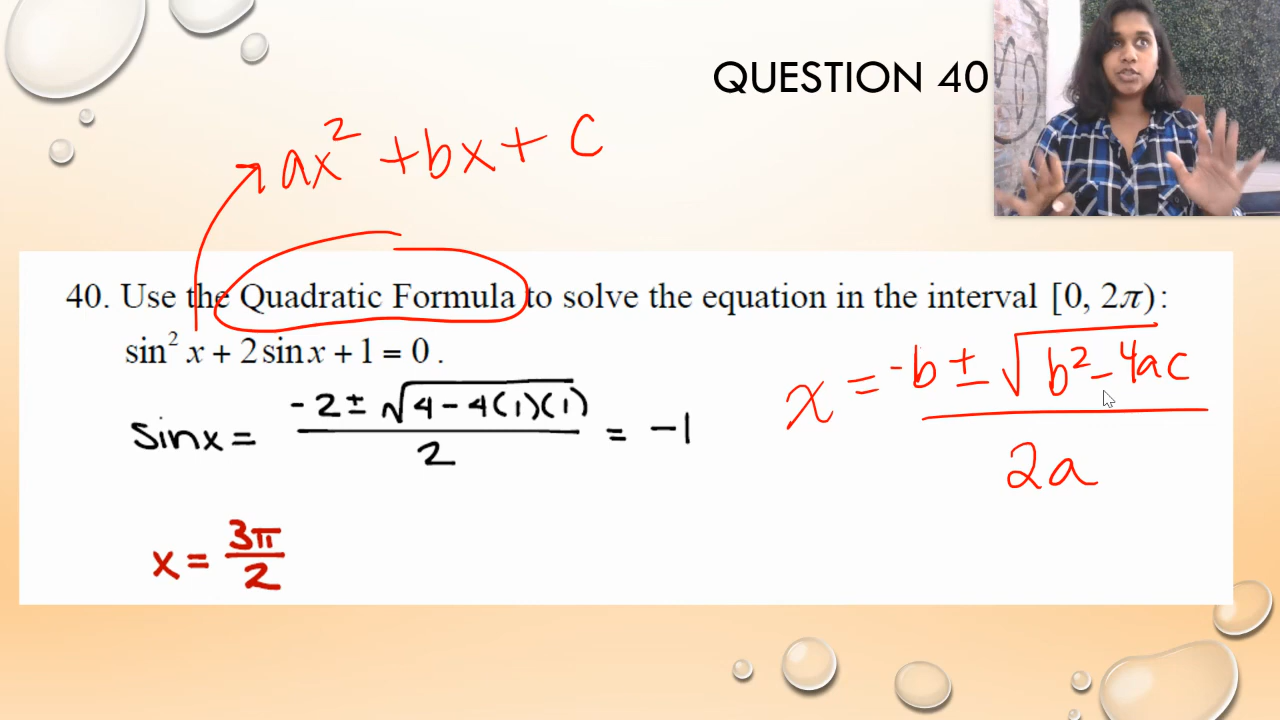 QUESTION 40
ax² + bx + c
40. Use the Quadratic Formula to solve the equation in the interval [0, 2π):
sin² x + 2 sin x + 1 = 0.
x = -b ± √(b² - 4ac) / 2a
sinx = -2 ± √(4 - 4(1)(1)) / 2 = -1
x = 3π / 2